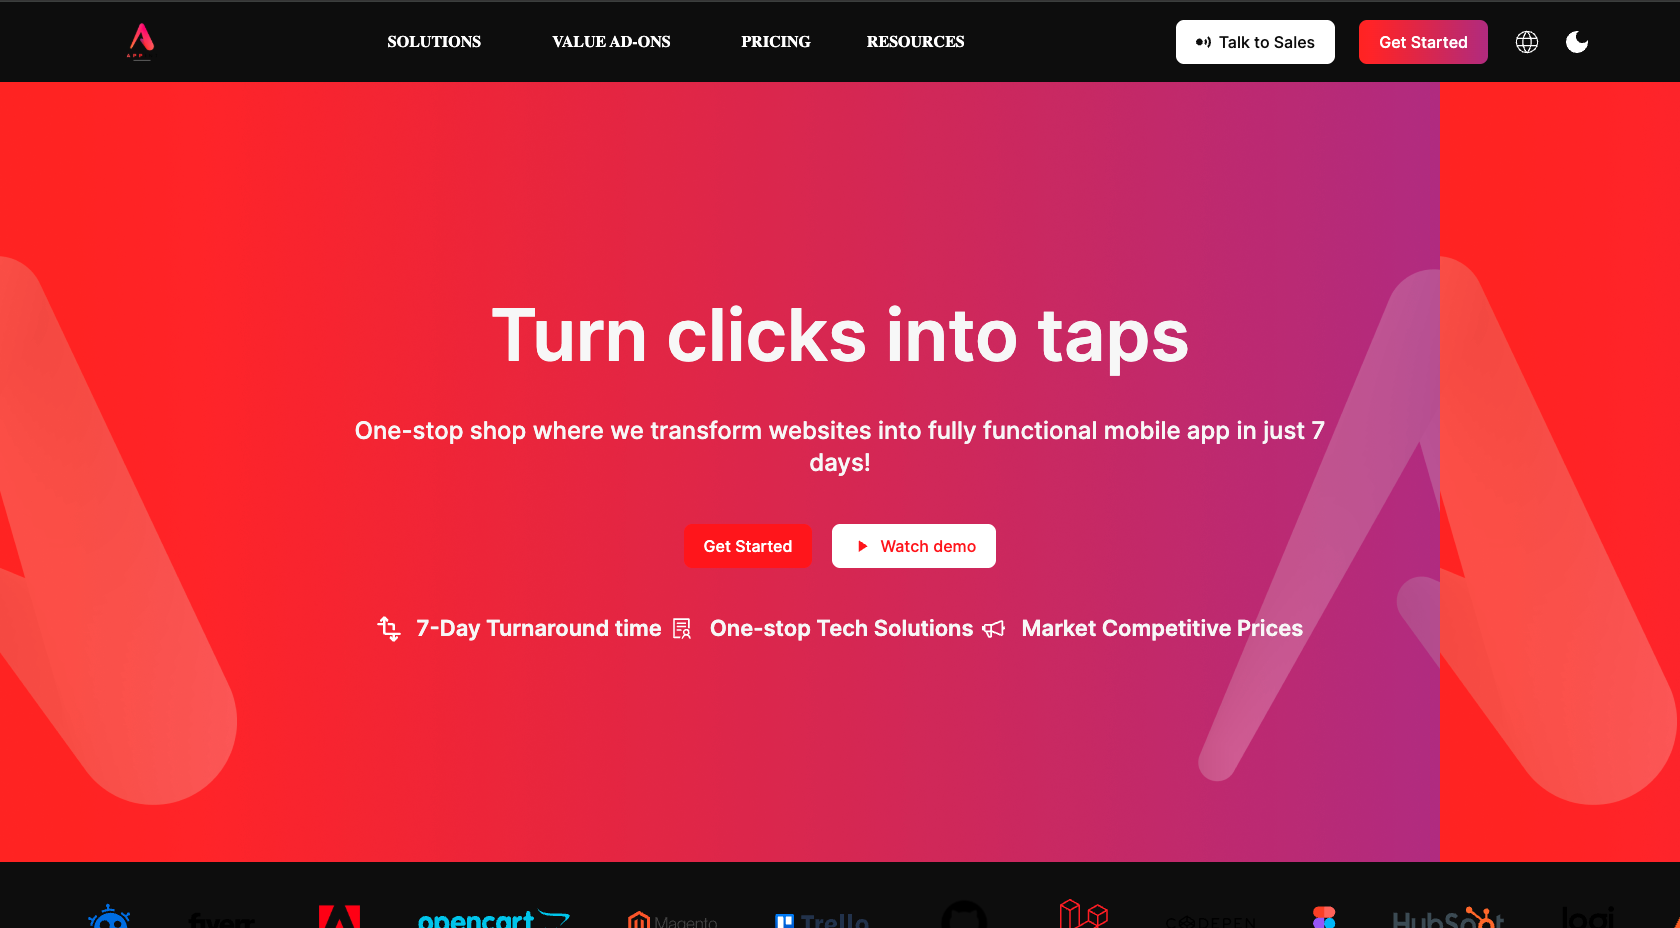 APP
SOLUTIONS
VALUE AD-ONS
PRICING
RESOURCES
Talk to Sales
Get Started
Turn clicks into taps
One-stop shop where we transform websites into fully functional mobile app in just 7
days!
Get Started
Watch demo
7-Day Turnaround time
One-stop Tech Solutions
Market Competitive Prices
fiverr
opencart
Magento
Trello
CODEPEN
HubSpot
logi